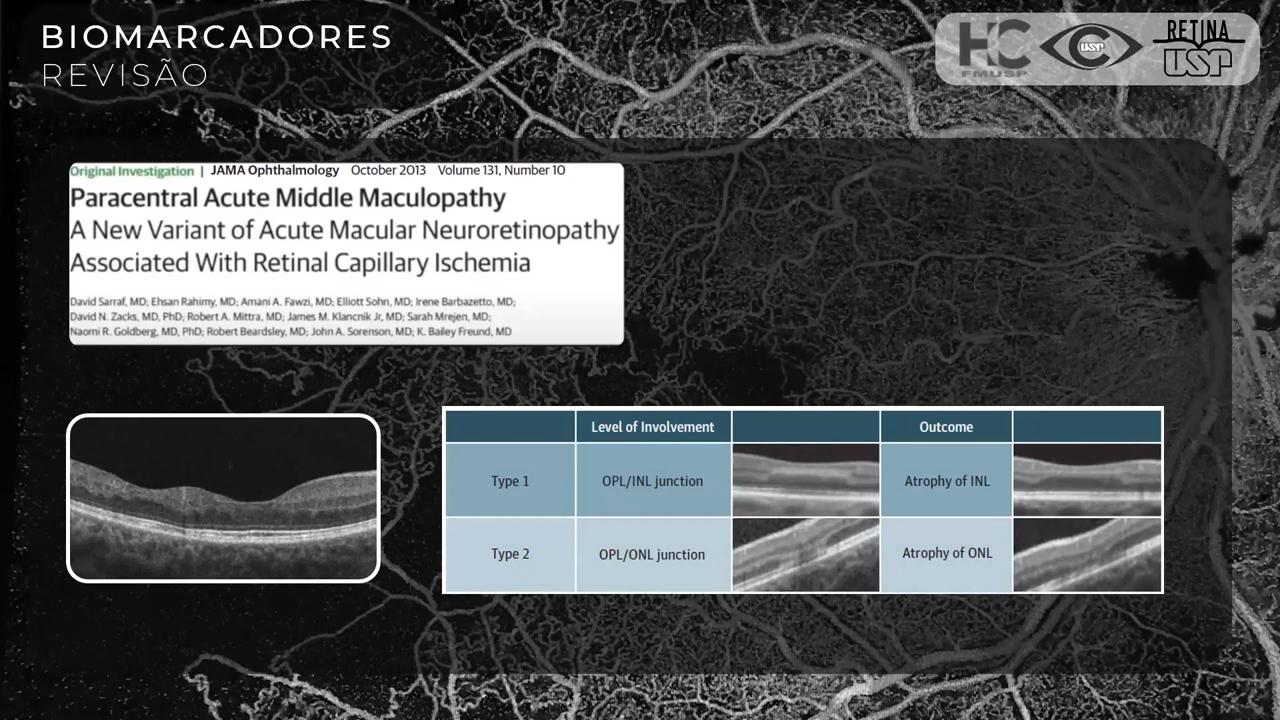 BIOMARCADORES
REVISÃO
HC
FMUSP
C
USP
RETINA
USP
Original Investigation | JAMA Ophthalmology October 2013 Volume 131, Number 10
Paracentral Acute Middle Maculopathy
A New Variant of Acute Macular Neuroretinopathy
Associated With Retinal Capillary Ischemia
David Sarraf, MD; Ehsan Rahimy, MD; Amani A. Fawzi, MD; Elliott Sohn, MD; Irene Barbazetto, MD;
David N. Zacks, MD, PhD; Robert A. Mittra, MD; James M. Klancnik Jr, MD; Sarah Mrejen, MD;
Naomi R. Goldberg, MD, PhD; Robert Beardsley, MD; John A. Sorenson, MD; K. Bailey Freund, MD
Level of Involvement Outcome
Type 1 OPL/INL junction Atrophy of INL
Type 2 OPL/ONL junction Atrophy of ONL